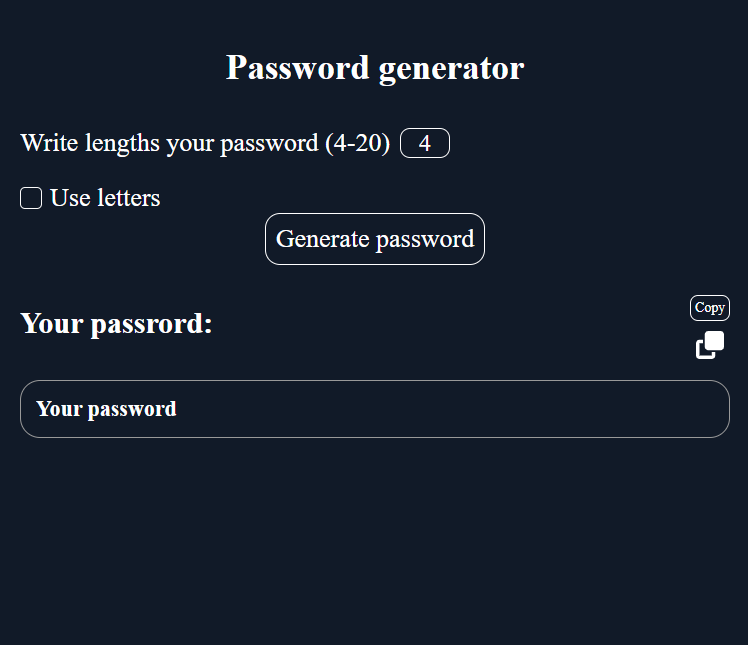 Password generator
Write lengths your password (4-20) 4
Use letters
Generate password
Copy
Your passrord:
Your password